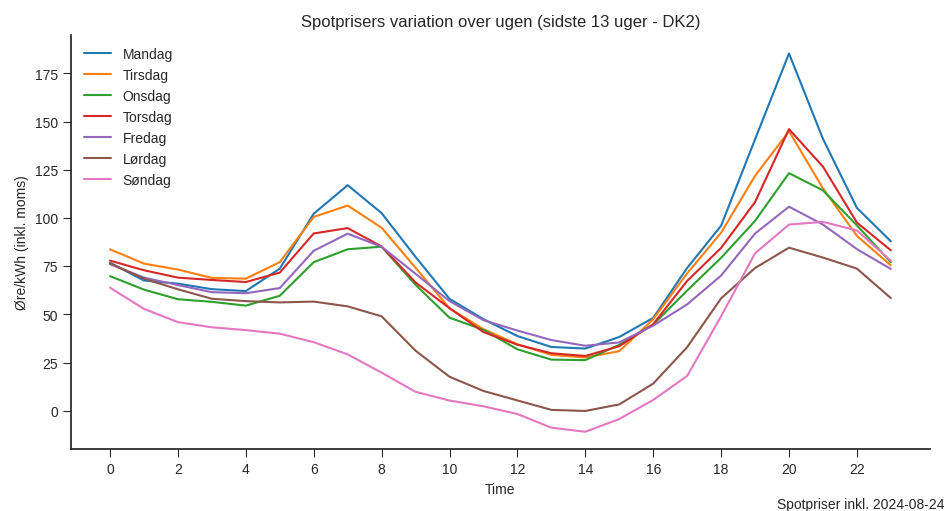 Spotprisers variation over ugen (sidste 13 uger - DK2)
Mandag
Tirsdag
Onsdag
Torsdag
Fredag
Lørdag
Søndag
Øre/kWh (inkl. moms)
175
150
125
100
75
50
25
0
0 2 4 6 8 10 12 14 16 18 20 22
Time
Spotpriser inkl. 2024-08-24